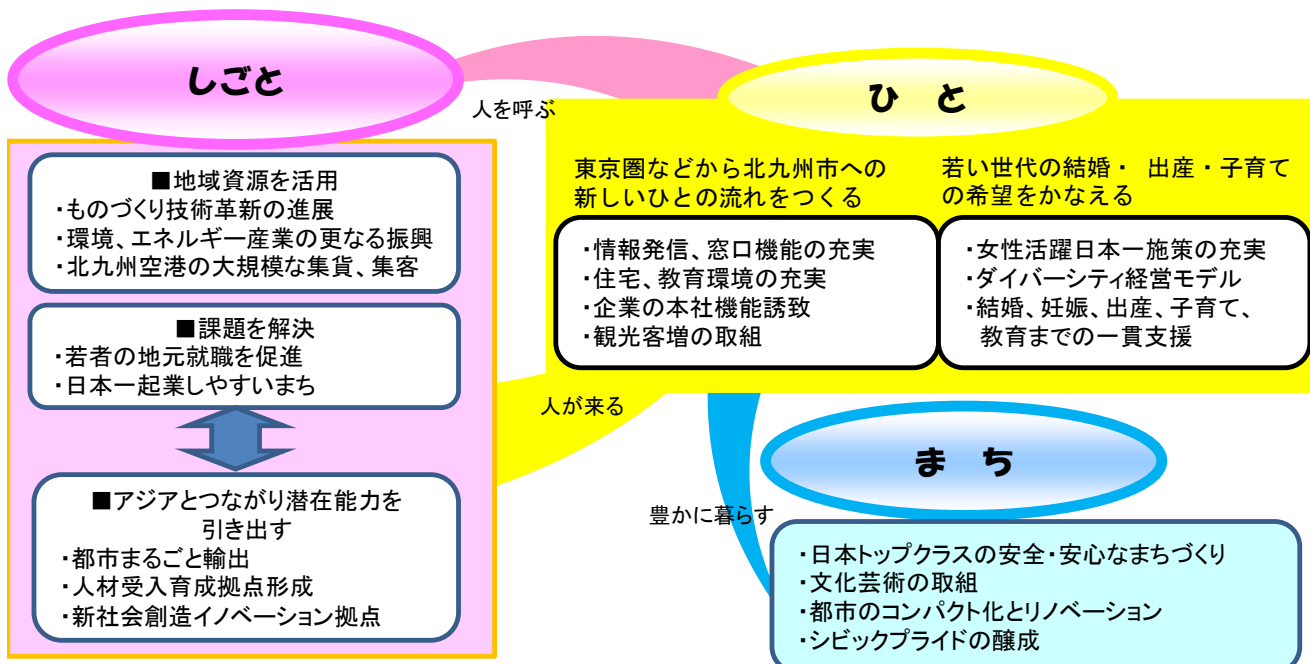 しごと
人を呼ぶ
ひ と
■地域資源を活用
・ものづくり技術革新の進展
・環境、エネルギー産業の更なる振興
・北九州空港の大規模な集貨、集客
■課題を解決
・若者の地元就職を促進
・日本一起業しやすいまち
■アジアとつながり潜在能力を
引き出す
・都市まるごと輸出
・人材受入育成拠点形成
・新社会創造イノベーション拠点
東京圏などから北九州市への
新しいひとの流れをつくる
・情報発信、窓口機能の充実
・住宅、教育環境の充実
・企業の本社機能誘致
・観光客増の取組
若い世代の結婚・ 出産・子育て
の希望をかなえる
・女性活躍日本一施策の充実
・ダイバーシティ経営モデル
・結婚、妊娠、出産、子育て、
教育までの一貫支援
人が来る
ま ち
豊かに暮らす
・日本トップクラスの安全・安心なまちづくり
・文化芸術の取組
・都市のコンパクト化とリノベーション
・シビックプライドの醸成